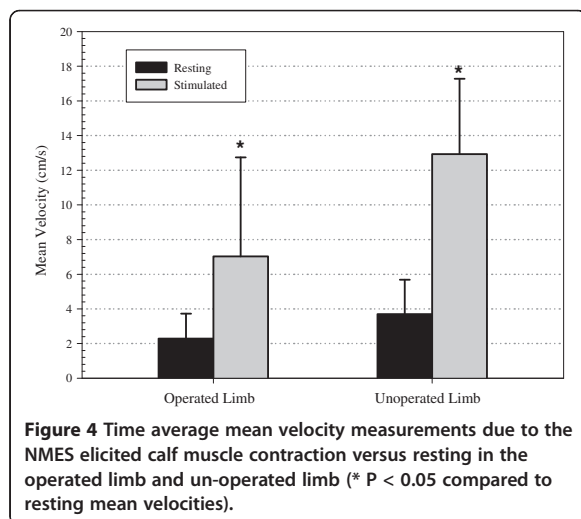 20
18
16
14
12
10
8
6
4
2
0
Mean Velocity (cm/s)
Resting
Stimulated
*
*
Operated Limb Unoperated Limb
Figure 4 Time average mean velocity measurements due to the
NMES elicited calf muscle contraction versus resting in the
operated limb and un-operated limb (* P < 0.05 compared to
resting mean velocities).